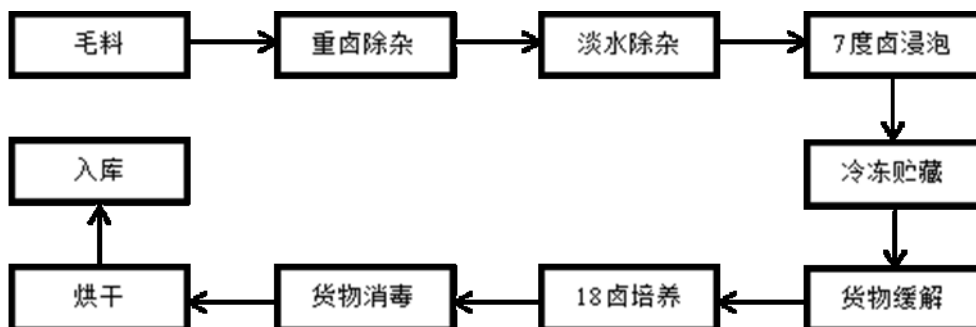 毛料
重卤除杂
淡水除杂
7度卤浸泡
冷冻贮藏
货物缓解
18卤培养
货物消毒
烘干
入库